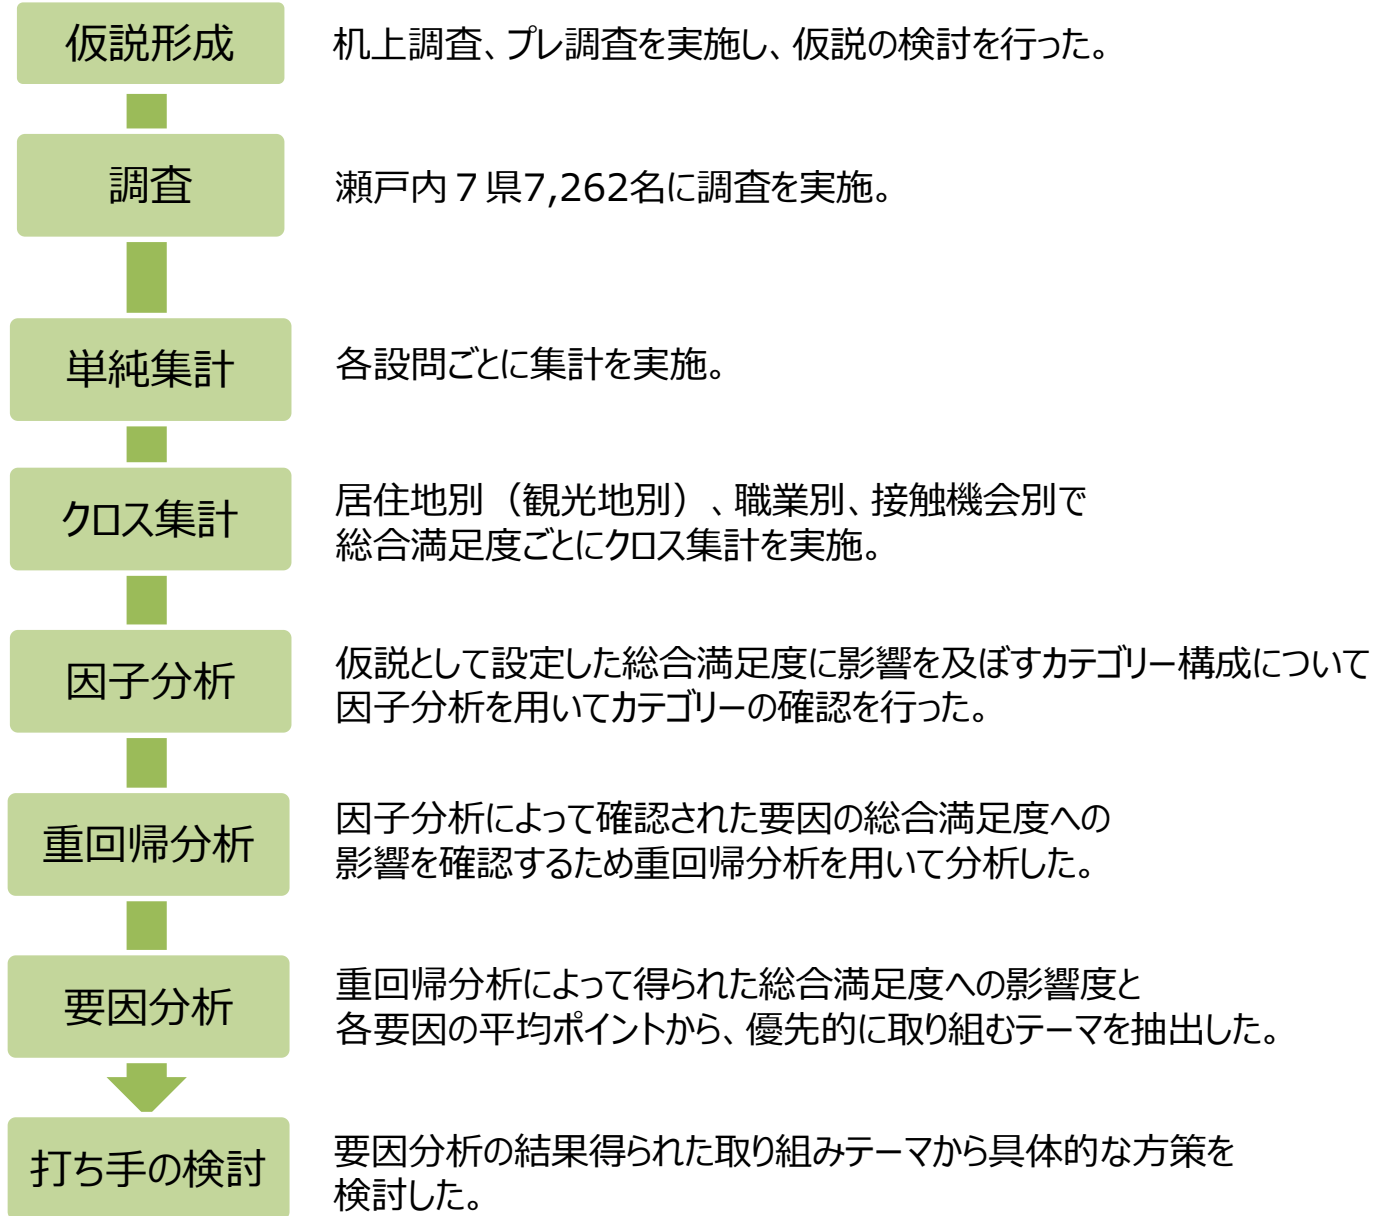 仮説形成
机上調査、プレ調査を実施し、仮説の検討を行った。
調査
瀬戸内７県7,262名に調査を実施。
単純集計
各設問ごとに集計を実施。
クロス集計
居住地別（観光地別）、職業別、接触機会別で
総合満足度ごとにクロス集計を実施。
因子分析
仮説として設定した総合満足度に影響を及ぼすカテゴリー構成について
因子分析を用いてカテゴリーの確認を行った。
重回帰分析
因子分析によって確認された要因の総合満足度への
影響を確認するため重回帰分析を用いて分析した。
要因分析
重回帰分析によって得られた総合満足度への影響度と
各要因の平均ポイントから、優先的に取り組むテーマを抽出した。
打ち手の検討
要因分析の結果得られた取り組みテーマから具体的な方策を
検討した。